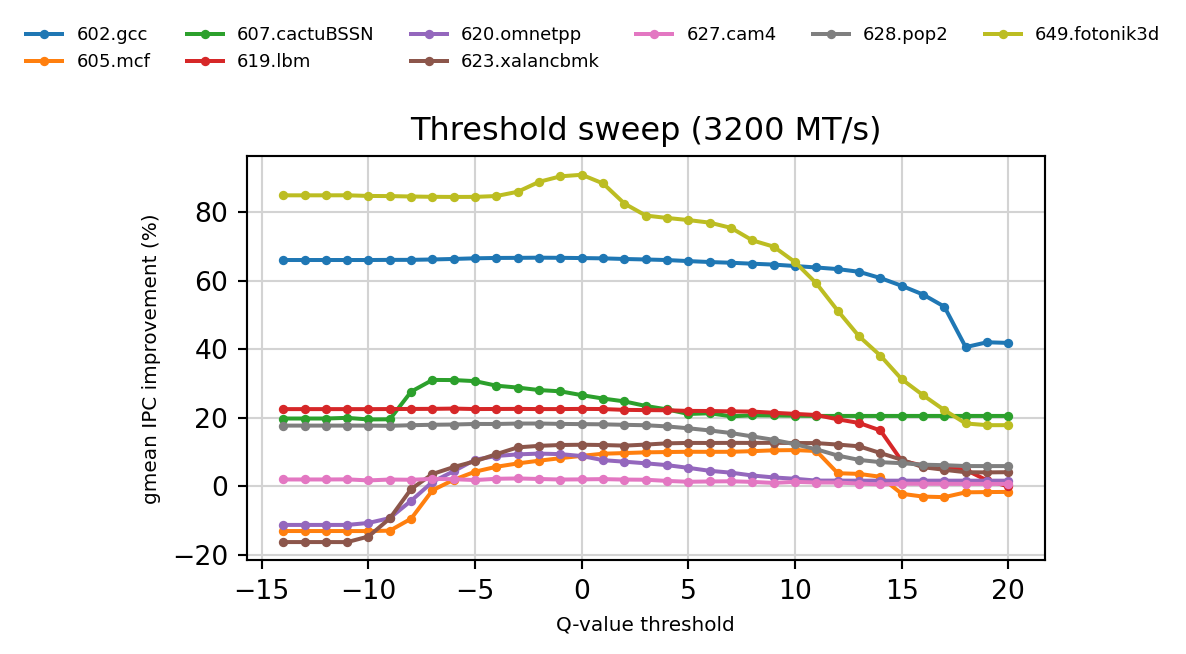 602.gcc 607.cactuBSSN 620.omnetpp 627.cam4 628.pop2 649.fotonik3d
605.mcf 619.lbm 623.xalancbmk
Threshold sweep (3200 MT/s)
gmean IPC improvement (%)
80
60
40
20
0
−20
−15 −10 −5 0 5 10 15 20
Q-value threshold